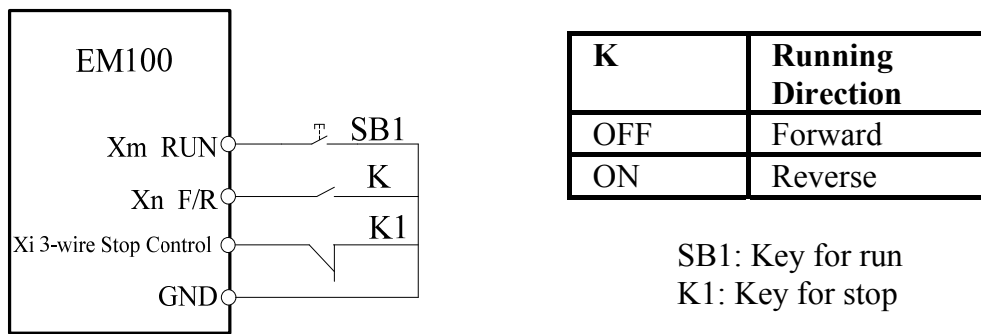 EM100
Xm RUN
SB1
Xn F/R
K
Xi 3-wire Stop Control
K1
GND
K Running Direction
OFF Forward
ON Reverse
SB1: Key for run
K1: Key for stop